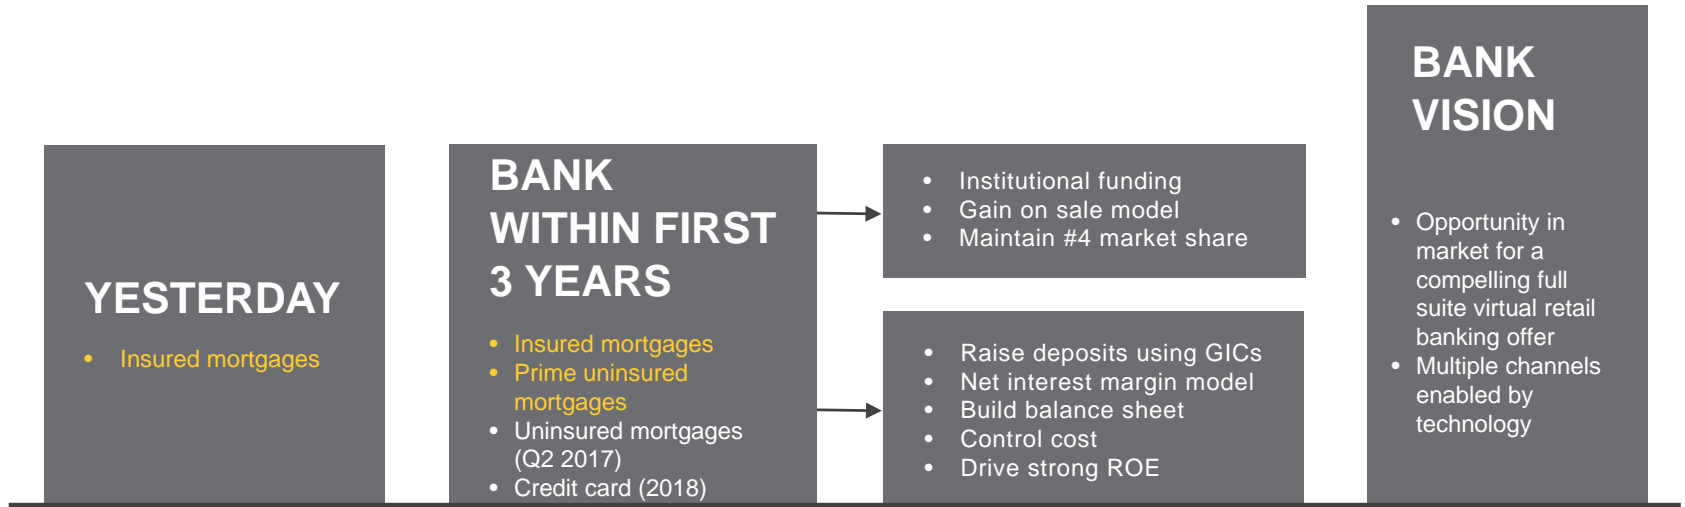 YESTERDAY
• Insured mortgages
BANK
WITHIN FIRST
3 YEARS
• Insured mortgages
• Prime uninsured
mortgages
• Uninsured mortgages
(Q2 2017)
• Credit card (2018)
• Institutional funding
• Gain on sale model
• Maintain #4 market share
• Raise deposits using GICs
• Net interest margin model
• Build balance sheet
• Control cost
• Drive strong ROE
BANK
VISION
• Opportunity in
market for a
compelling full
suite virtual retail
banking offer
• Multiple channels
enabled by
technology